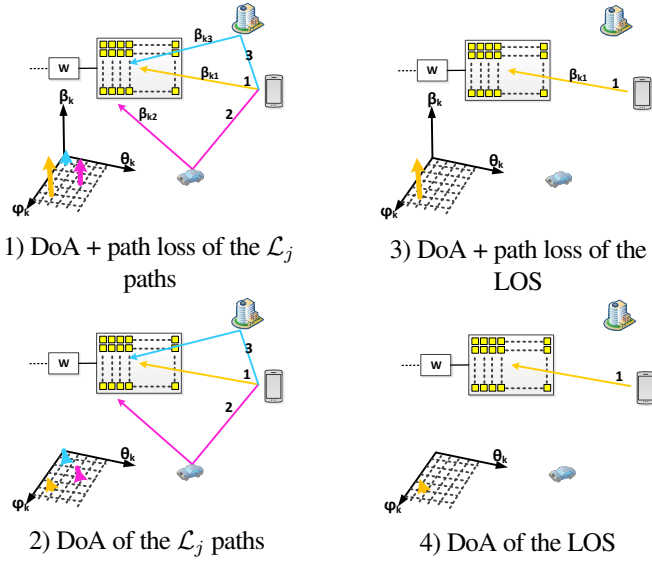 β_k3
3
W
β_k1
1
β_k2
2
β_k
θ_k
φ_k
1) DoA + path loss of the ℒ_j
paths
β_k1
1
W
β_k
θ_k
φ_k
3) DoA + path loss of the
LOS
3
W
1
2
θ_k
φ_k
2) DoA of the ℒ_j paths
W
1
θ_k
φ_k
4) DoA of the LOS